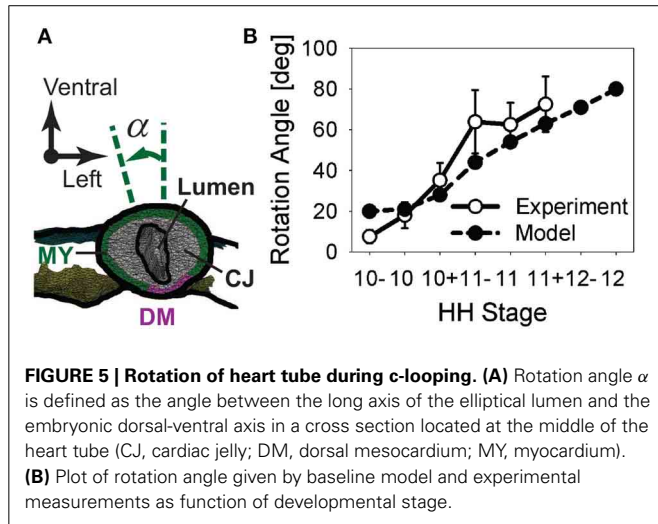 A
B
Ventral
α
Left
Lumen
MY
CJ
DM
Rotation Angle [deg]
100
80
60
40
20
0
Experiment
Model
10- 10 10+ 11- 11 11+ 12- 12
HH Stage
FIGURE 5 | Rotation of heart tube during c-looping. (A) Rotation angle α
is defined as the angle between the long axis of the elliptical lumen and the
embryonic dorsal-ventral axis in a cross section located at the middle of the
heart tube (CJ, cardiac jelly; DM, dorsal mesocardium; MY, myocardium).
(B) Plot of rotation angle given by baseline model and experimental
measurements as function of developmental stage.